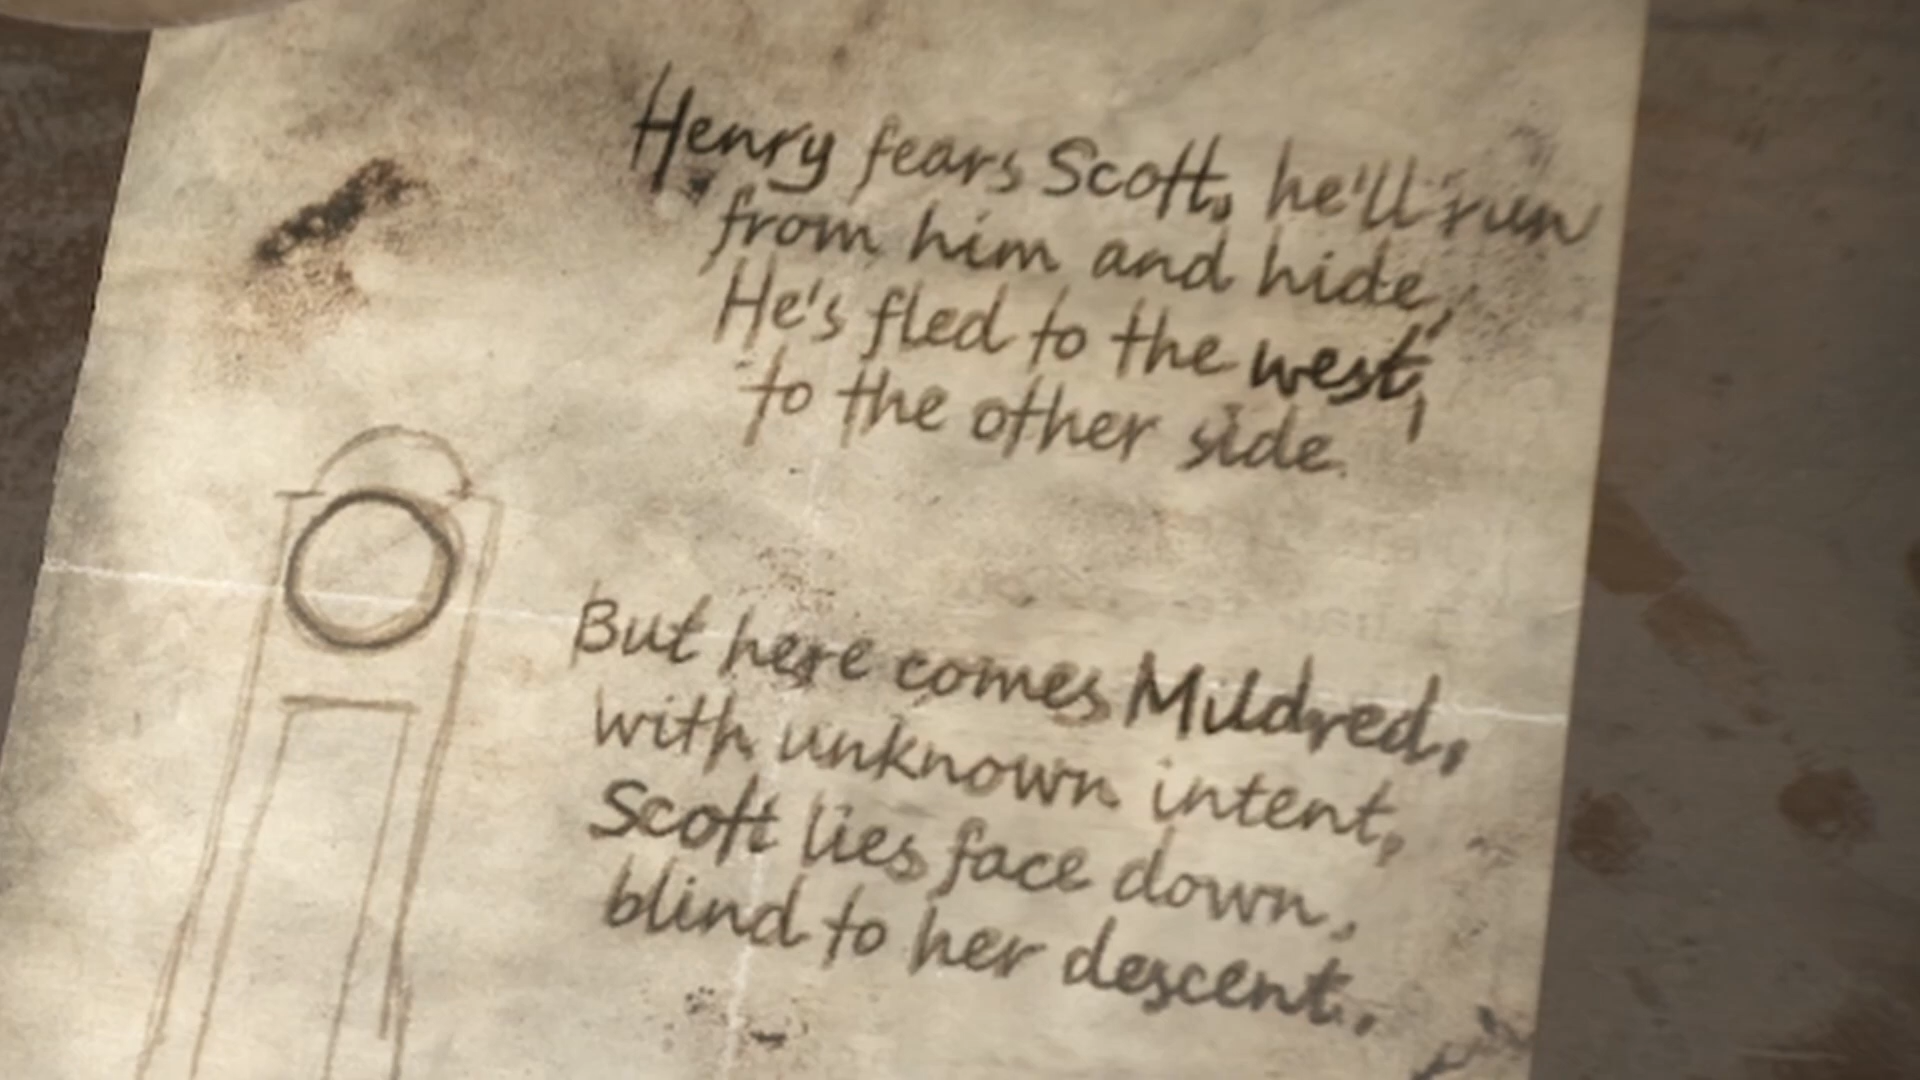 Henry fears Scott, he'll run
from him and hide,
He's fled to the west,
to the other side.
But here comes Mildred,
with unknown intent,
Scott lies face down,
blind to her descent.